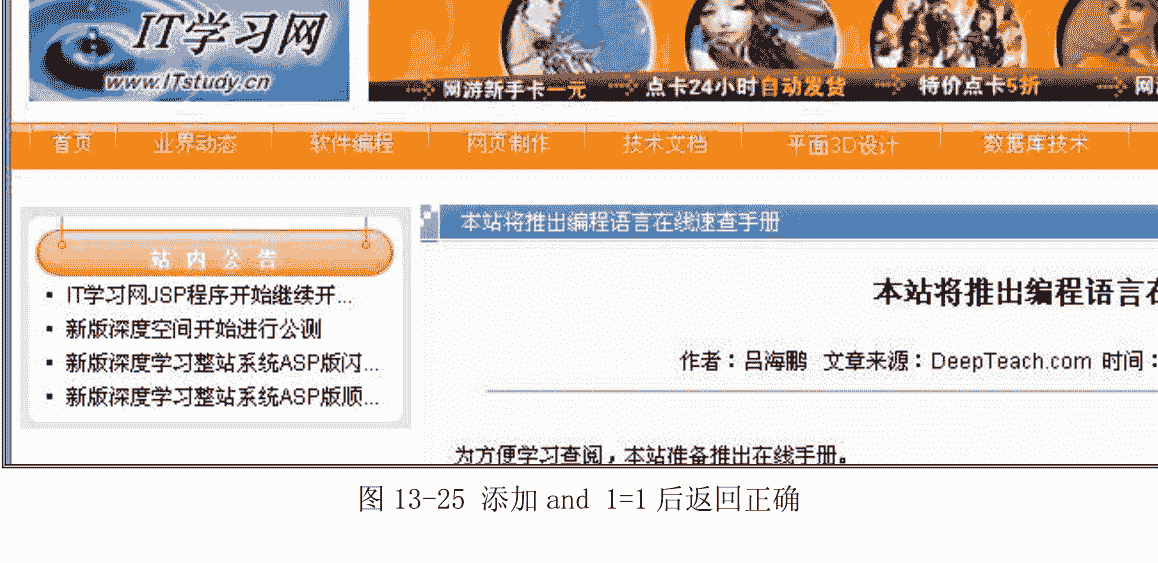 IT学习网
www.ITstudy.cn
网游新手卡一元 点卡24小时自动发货 特价点卡5折 网
首页 业界动态 软件编程 网页制作 技术文档 平面3D设计 数据库技术
站内公告
本站将推出编程语言在线速查手册
▪ IT学习网JSP程序开始继续开...
▪ 新版深度空间开始进行公测
▪ 新版深度学习整站系统ASP版闪...
▪ 新版深度学习整站系统ASP版顺...
本站将推出编程语言在
作者：吕海鹏 文章来源：DeepTeach.com 时间：
为方便学习查阅，本站准备推出在线手册。
图13-25 添加and 1=1后返回正确